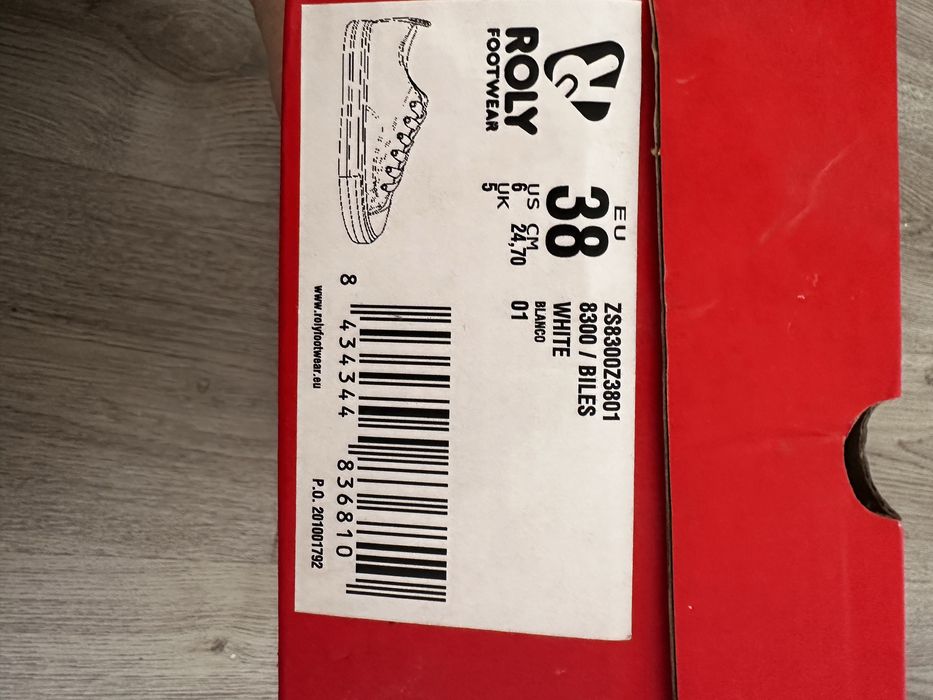 ROLY
FOOTWEAR
EU
38
US
6
UK
5
CM
24,70
ZS8300Z3801
8300 / BILES
WHITE
BLANCO
01
8 434344 836810
www.rolyfootwear.eu
P.O. 201001792